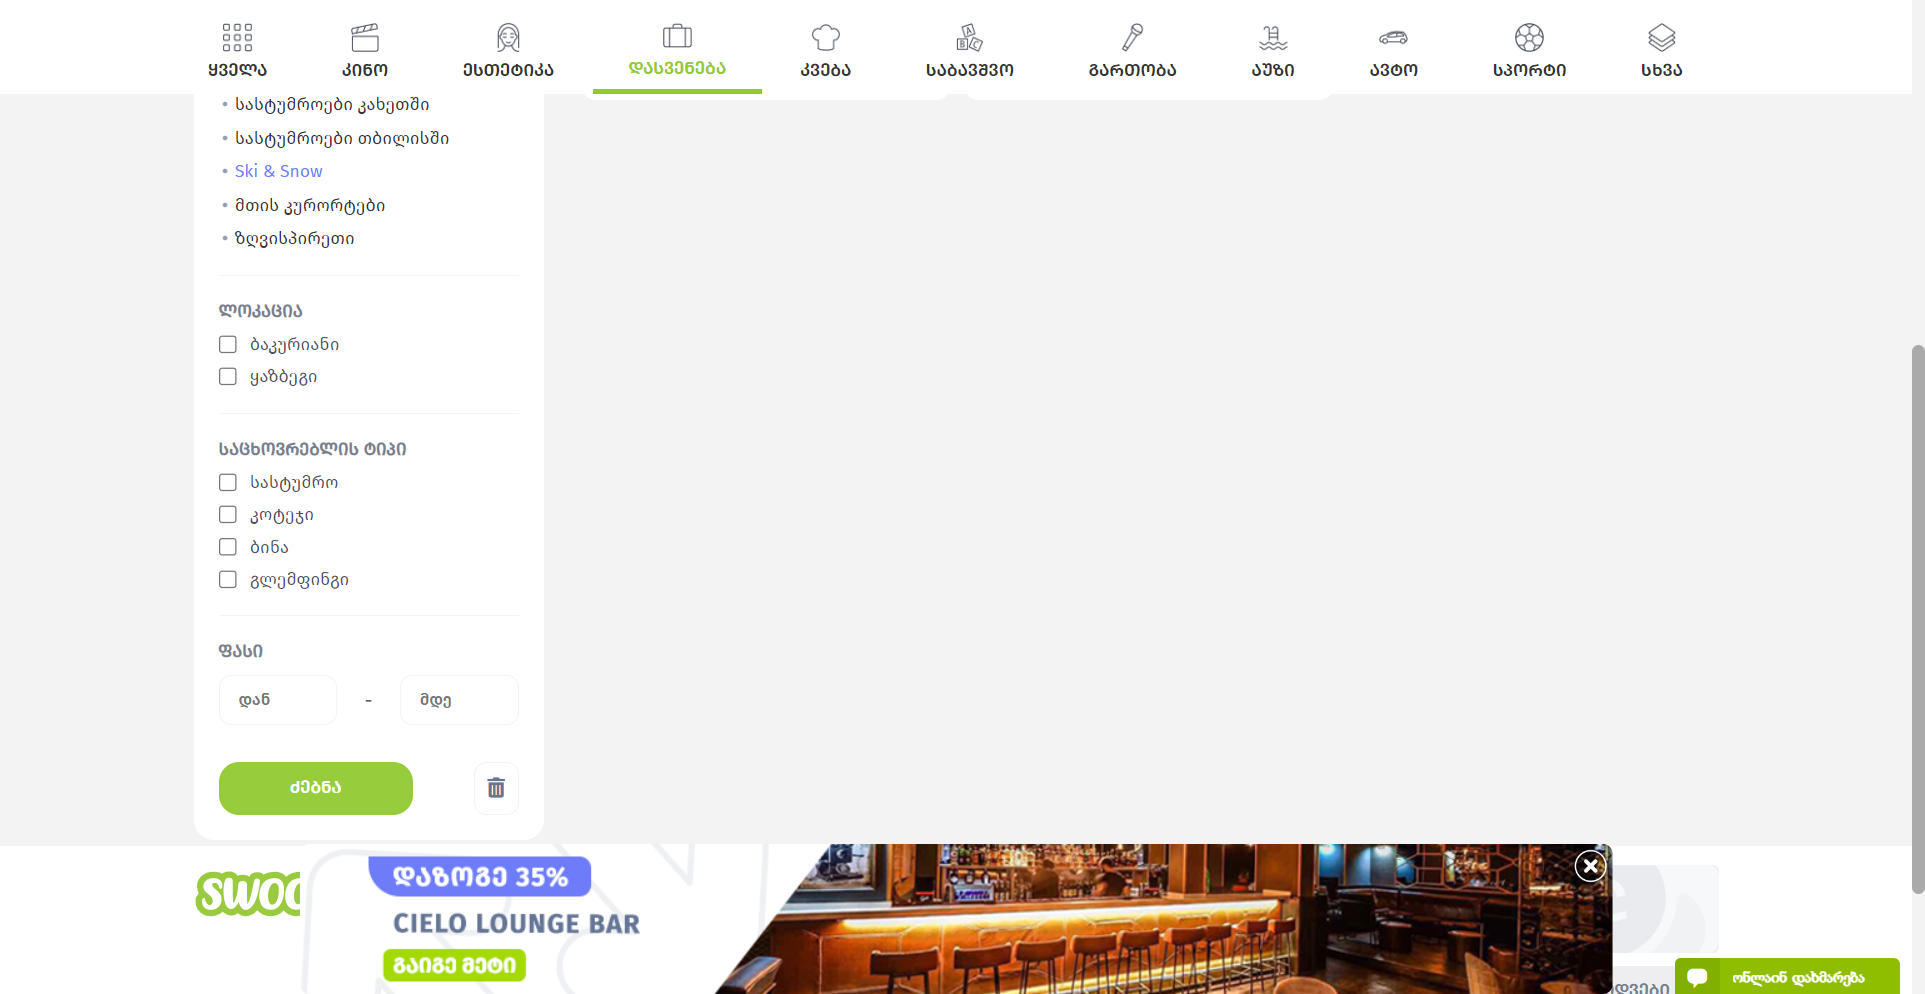 ყველა
კინო
ესთეტიკა
დასვენება
კვება
საბავშვო
გართობა
აუზი
ავტო
სპორტი
სხვა
• სასტუმროები კახეთში
• სასტუმროები თბილისში
• Ski & Snow
• მთის კურორტები
• ზღვისპირეთი
ლოკაცია
ბაკურიანი
ყაზბეგი
საცხოვრებლის ტიპი
სასტუმრო
კოტეჯი
ბინა
გლემფინგი
ფასი
დან - მდე
ძებნა
დაზოგე 35%
CIELO LOUNGE BAR
გაიგე მეტი
ონლაინ დახმარება